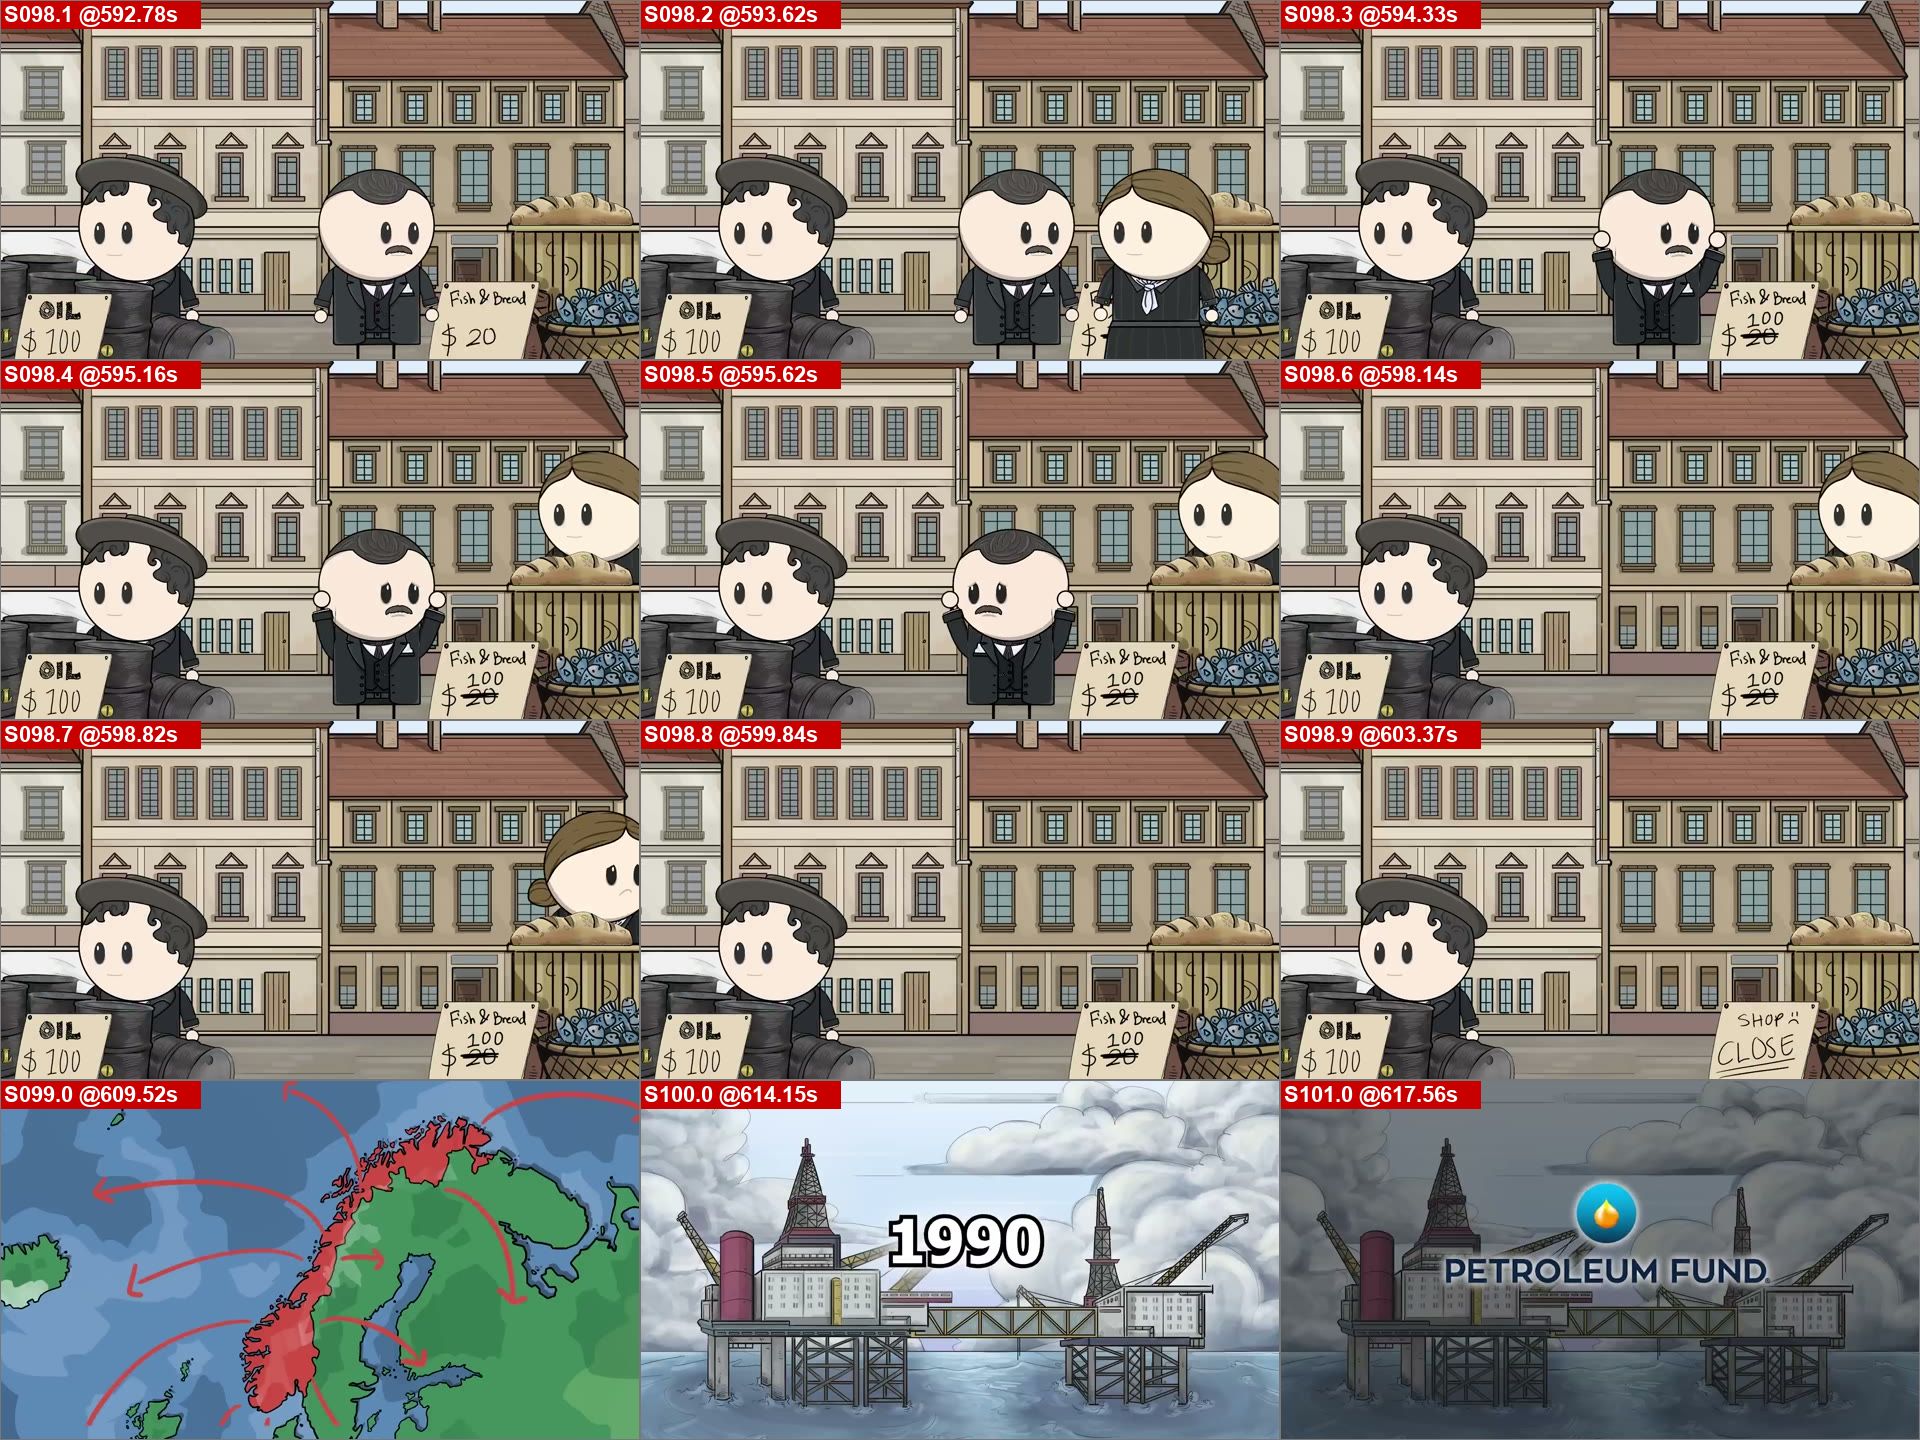 S098.1 @592.78s
OIL
$ 100
Fish & Bread
$ 20
S098.2 @593.62s
OIL
$ 100
F
$
S098.3 @594.33s
OIL
$ 100
Fish & Bread
100
$ 20
S098.4 @595.16s
OIL
$ 100
Fish & Bread
100
$ 20
S098.5 @595.62s
OIL
$ 100
Fish & Bread
100
$ 20
S098.6 @598.14s
OIL
$ 100
Fish & Bread
100
$ 20
S098.7 @598.82s
OIL
$ 100
Fish & Bread
100
$ 20
S098.8 @599.84s
OIL
$ 100
Fish & Bread
100
$ 20
S098.9 @603.37s
OIL
$ 100
SHOP
CLOSE
S099.0 @609.52s
S100.0 @614.15s
1990
S101.0 @617.56s
PETROLEUM FUND